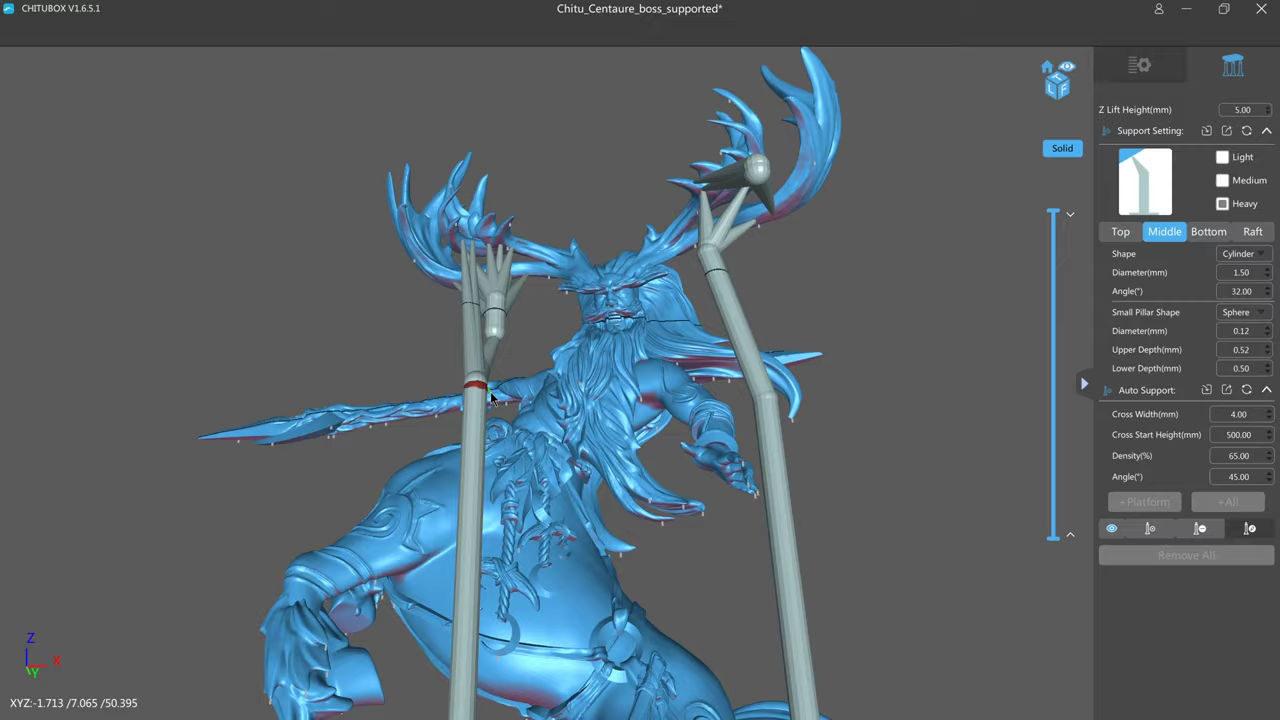 CHITUBOX V1.6.5.1
Chitu_Centaure_boss_supported*
Z Lift Height(mm) 5.00
Support Setting:
Light
Medium
Heavy
Top Middle Bottom Raft
Shape Cylinder
Diameter(mm) 1.50
Angle(°) 32.00
Small Pillar Shape Sphere
Diameter(mm) 0.12
Upper Depth(mm) 0.52
Lower Depth(mm) 0.50
Auto Support:
Cross Width(mm) 4.00
Cross Start Height(mm) 500.00
Density(%) 65.00
Angle(°) 45.00
+Platform +All
Remove All
Solid
T
L F
Z
X
Y
XYZ:-1.713 /7.065 /50.395